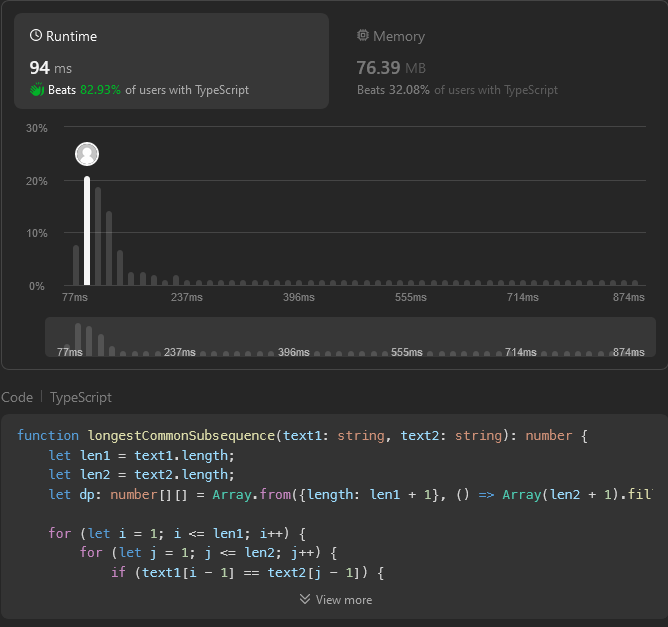 Runtime
94 ms
Beats 82.93% of users with TypeScript
Memory
76.39 MB
Beats 32.08% of users with TypeScript
30%
20%
10%
0%
77ms 237ms 396ms 555ms 714ms 874ms
77ms 237ms 396ms 555ms 714ms 874ms
Code | TypeScript
function longestCommonSubsequence(text1: string, text2: string): number {
    let len1 = text1.length;
    let len2 = text2.length;
    let dp: number[][] = Array.from({length: len1 + 1}, () => Array(len2 + 1).fil
    for (let i = 1; i <= len1; i++) {
        for (let j = 1; j <= len2; j++) {
            if (text1[i - 1] == text2[j - 1]) {
View more